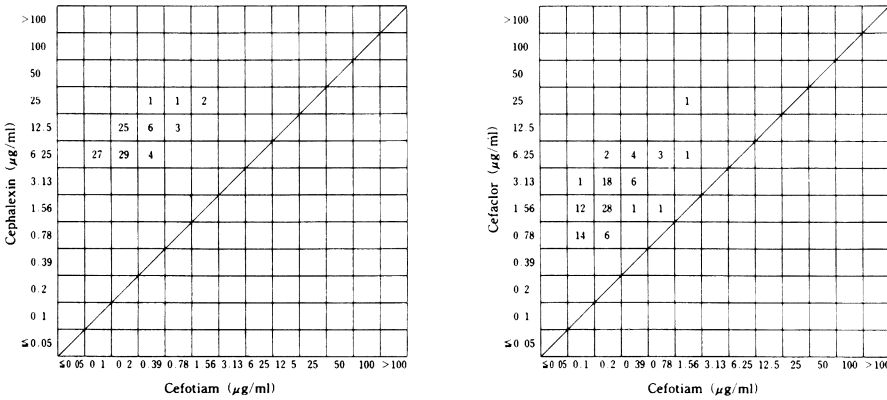 >100
100
50
25 1 1 2
12.5 25 6 3
6 25 27 29 4
3.13
1 56
0.78
0.39
0 2
0 1
≦0.05
≦0 05 0 1 0 2 0.39 0.78 1 56 3.13 6 25 12 5 25 50 100 >100
Cephalexin (μg/ml)
Cefotiam (μg/ml)
>100
100
50
25 1
12.5
6.25 2 4 3 1
3.13 1 18 6
1 56 12 28 1 1
0 78 14 6
0.39
0 2
0 1
≦0.05
≦0 05 0.1 0.2 0 39 0 78 1 56 3.13 6.25 12.5 25 50 100 >100
Cefaclor (μg/ml)
Cefotiam (μg/ml)